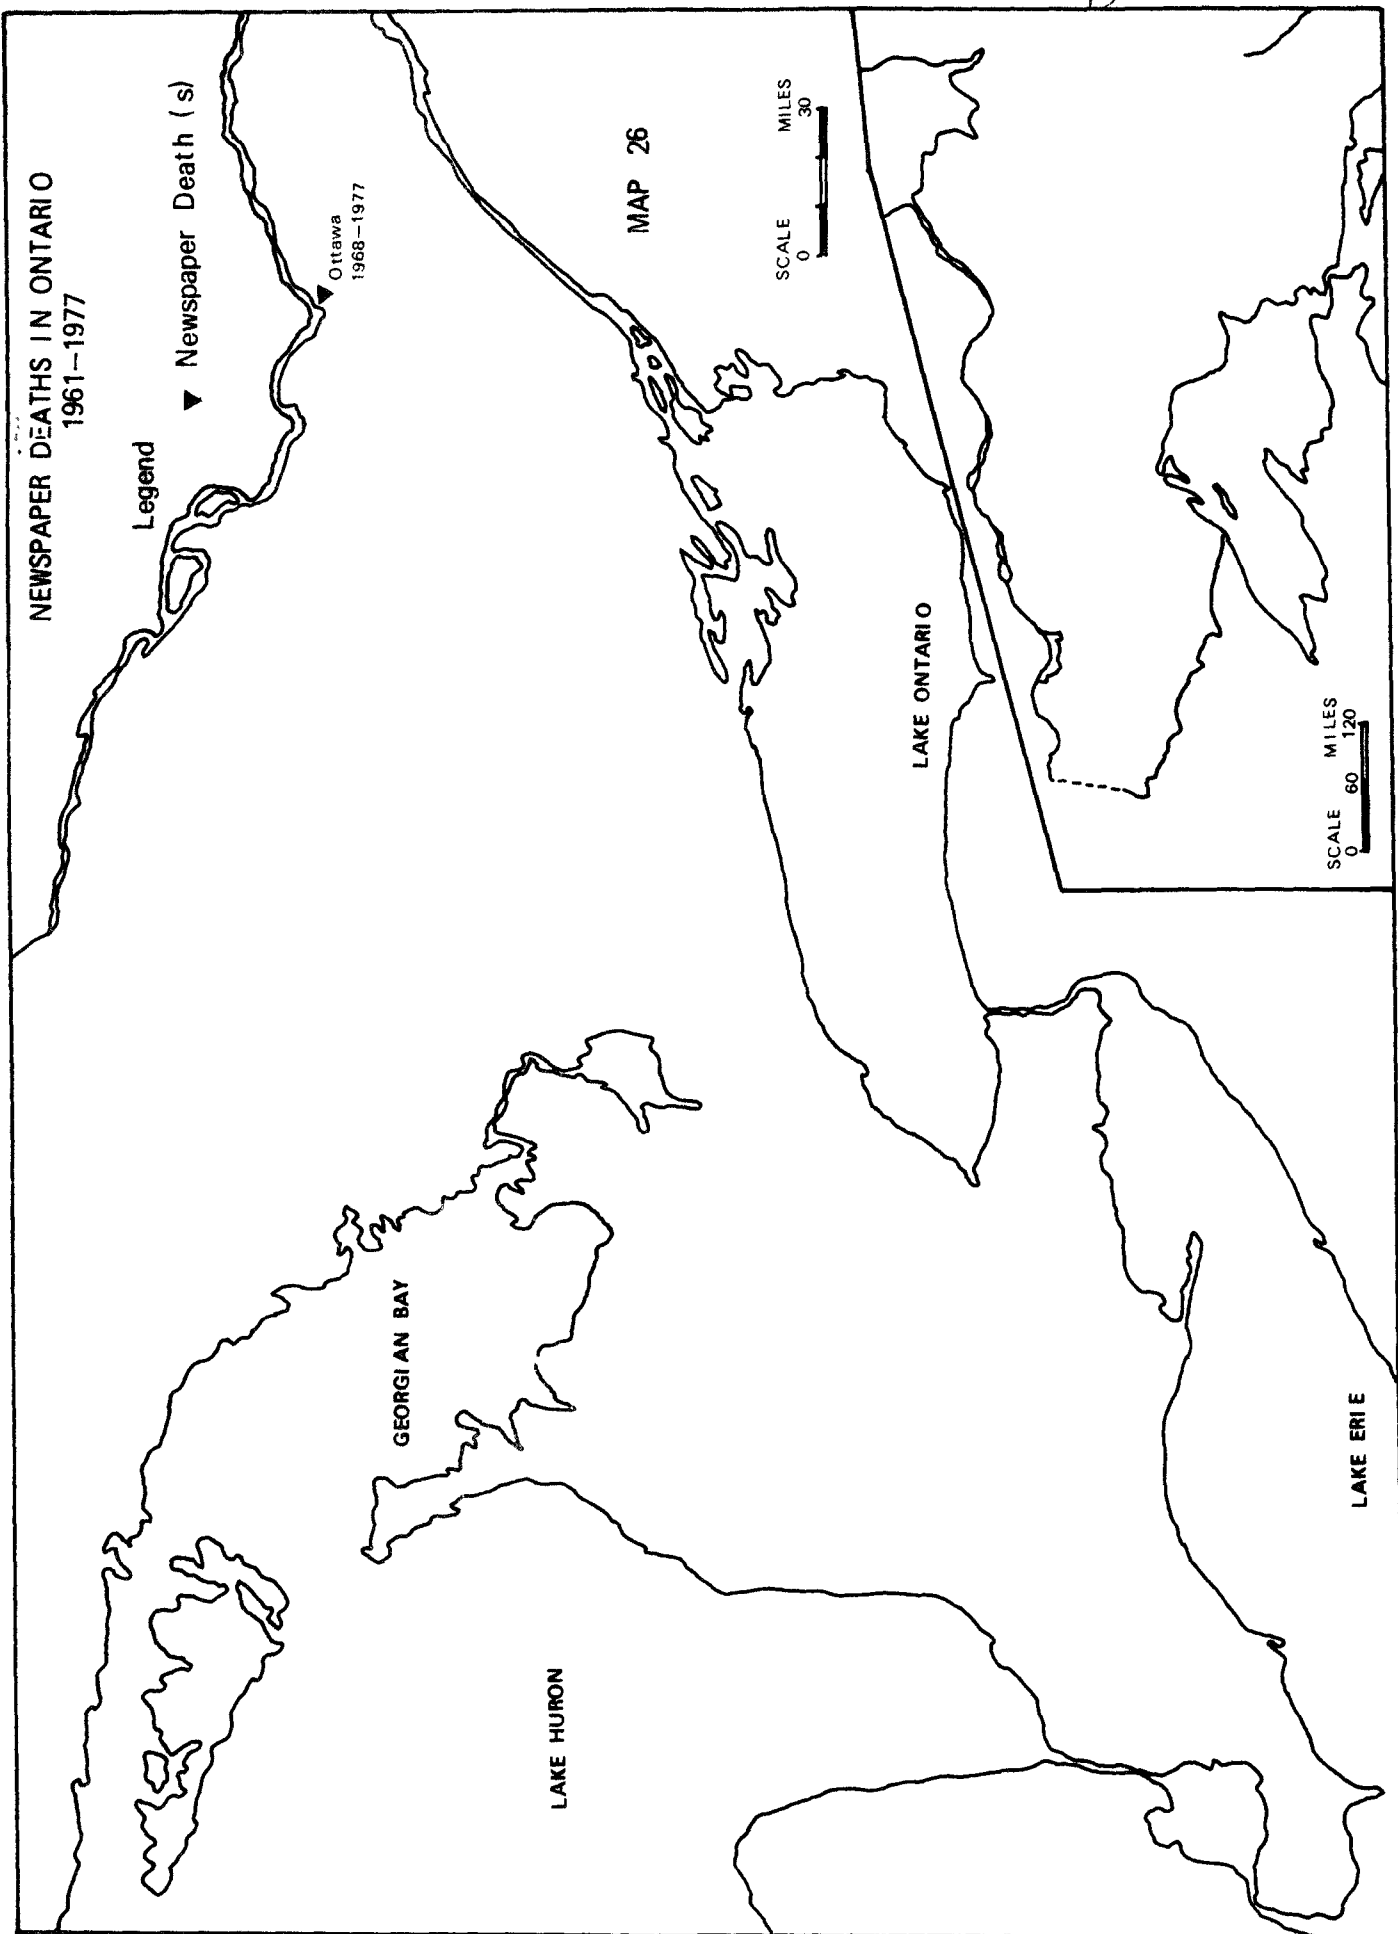 NEWSPAPER DEATHS IN ONTARIO
1961–1977
Legend
Newspaper Death (s)
Ottawa
1968–1977
MAP 26
SCALE MILES
0 30
GEORGIAN BAY
LAKE HURON
LAKE ONTARIO
LAKE ERIE
SCALE MILES
0 60 120